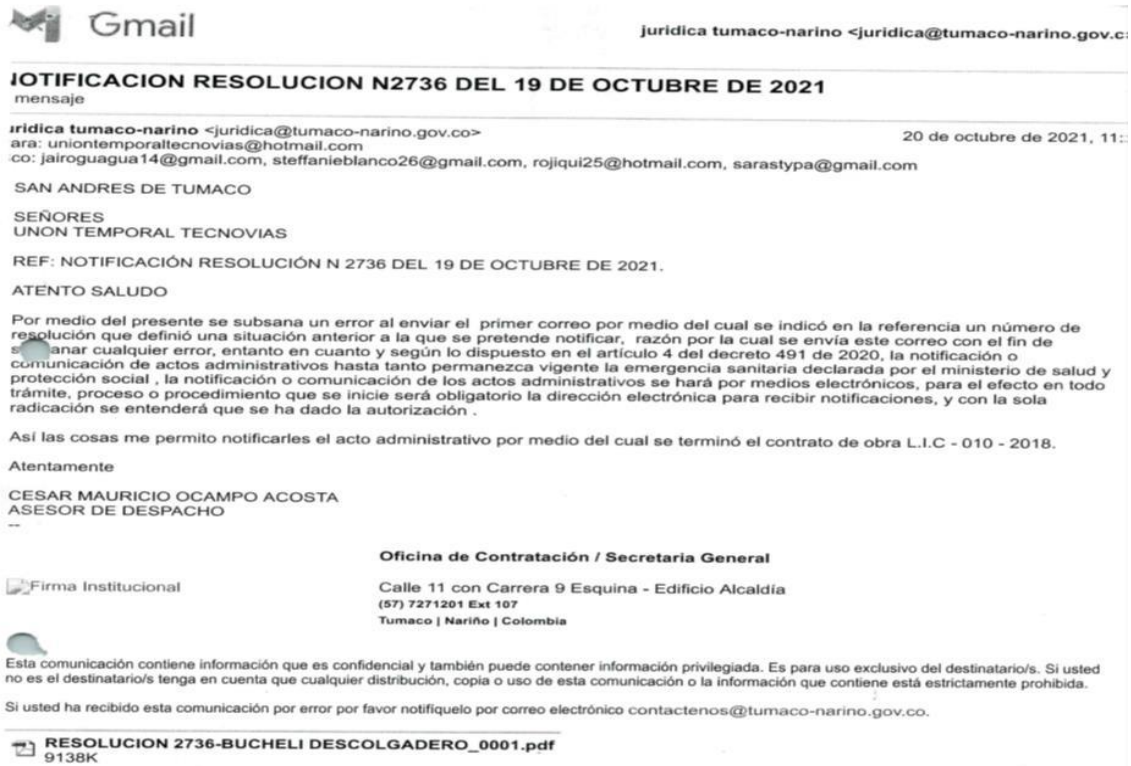 Gmail
juridica tumaco-narino <juridica@tumaco-narino.gov.c
IOTIFICACION RESOLUCION N2736 DEL 19 DE OCTUBRE DE 2021
mensaje
iridica tumaco-narino <juridica@tumaco-narino.gov.co>
20 de octubre de 2021, 11:
ara: uniontemporaltecnovias@hotmail.com
co: jairoguagua14@gmail.com, steffanieblanco26@gmail.com, rojiqui25@hotmail.com, sarastypa@gmail.com
SAN ANDRES DE TUMACO
SEÑORES
UNON TEMPORAL TECNOVIAS
REF: NOTIFICACIÓN RESOLUCIÓN N 2736 DEL 19 DE OCTUBRE DE 2021.
ATENTO SALUDO
Por medio del presente se subsana un error al enviar el primer correo por medio del cual se indicó en la referencia un número de
resolución que definió una situación anterior a la que se pretende notificar, razón por la cual se envía este correo con el fin de
s anar cualquier error, entanto en cuanto y según lo dispuesto en el artículo 4 del decreto 491 de 2020, la notificación o
comunicación de actos administrativos hasta tanto permanezca vigente la emergencia sanitaria declarada por el ministerio de salud y
protección social , la notificación o comunicación de los actos administrativos se hará por medios electrónicos, para el efecto en todo
trámite, proceso o procedimiento que se inicie será obligatorio la dirección electrónica para recibir notificaciones, y con la sola
radicación se entenderá que se ha dado la autorización .
Así las cosas me permito notificarles el acto administrativo por medio del cual se terminó el contrato de obra L.I.C - 010 - 2018.
Atentamente
CESAR MAURICIO OCAMPO ACOSTA
ASESOR DE DESPACHO
--
Oficina de Contratación / Secretaria General
Firma Institucional
Calle 11 con Carrera 9 Esquina - Edificio Alcaldía
(57) 7271201 Ext 107
Tumaco | Nariño | Colombia
Esta comunicación contiene información que es confidencial y también puede contener información privilegiada. Es para uso exclusivo del destinatario/s. Si usted
no es el destinatario/s tenga en cuenta que cualquier distribución, copia o uso de esta comunicación o la información que contiene está estrictamente prohibida.
Si usted ha recibido esta comunicación por error por favor notifíquelo por correo electrónico contactenos@tumaco-narino.gov.co.
RESOLUCION 2736-BUCHELI DESCOLGADERO_0001.pdf
9138K